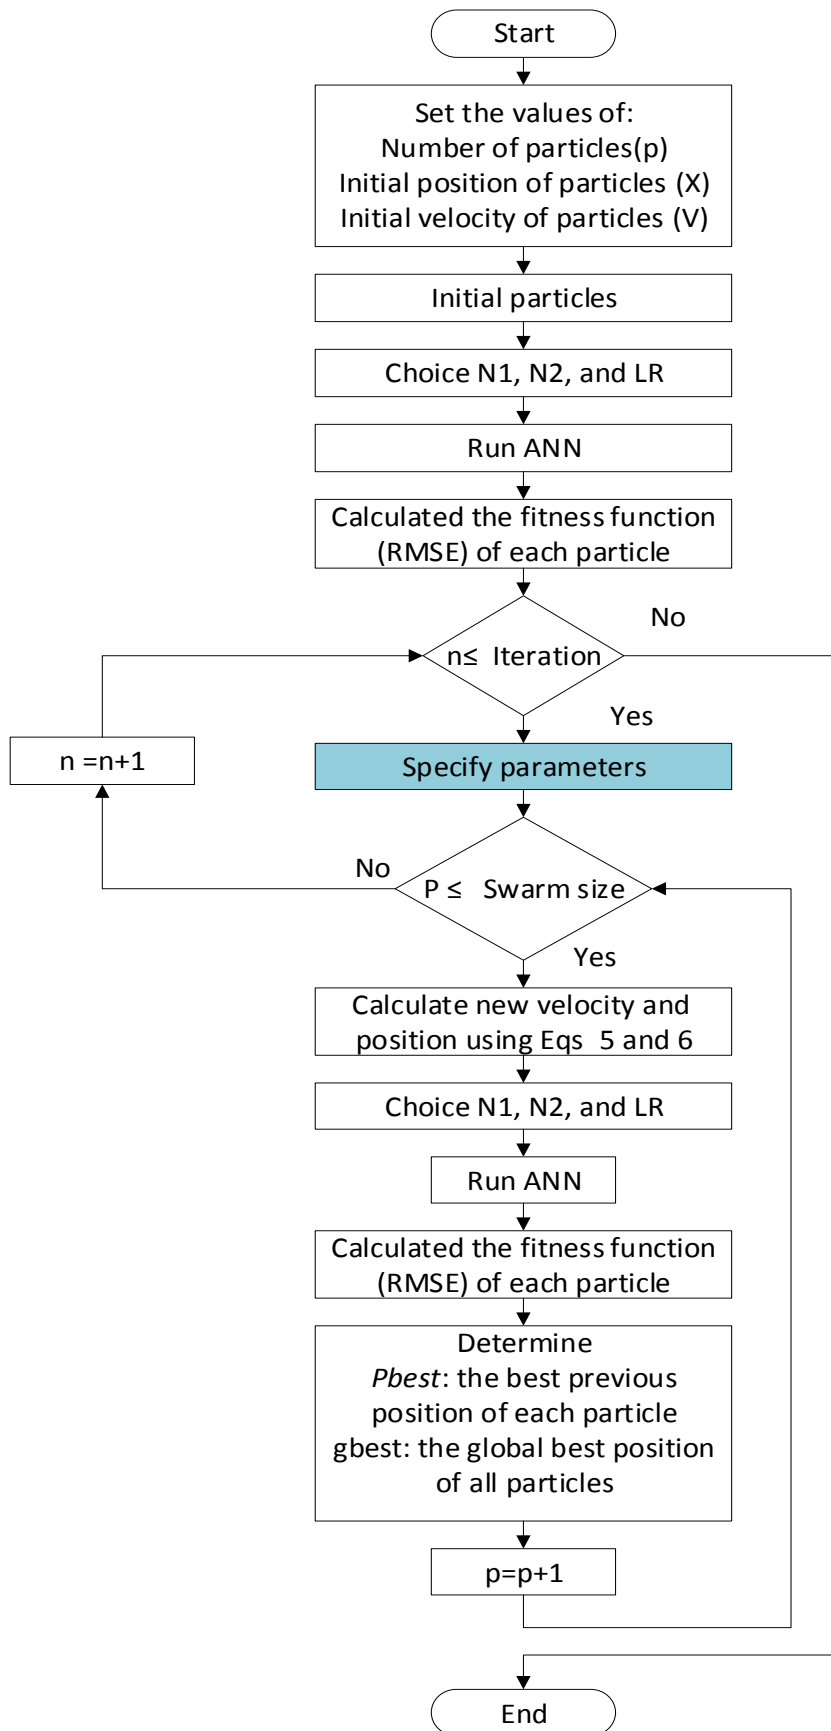 Start
Set the values of:
Number of particles(p)
Initial position of particles (X)
Initial velocity of particles (V)
Initial particles
Choice N1, N2, and LR
Run ANN
Calculated the fitness function
(RMSE) of each particle
No
n≤ Iteration
Yes
n =n+1
Specify parameters
No
P ≤ Swarm size
Yes
Calculate new velocity and
position using Eqs 5 and 6
Choice N1, N2, and LR
Run ANN
Calculated the fitness function
(RMSE) of each particle
Determine
Pbest: the best previous
position of each particle
gbest: the global best position
of all particles
p=p+1
End